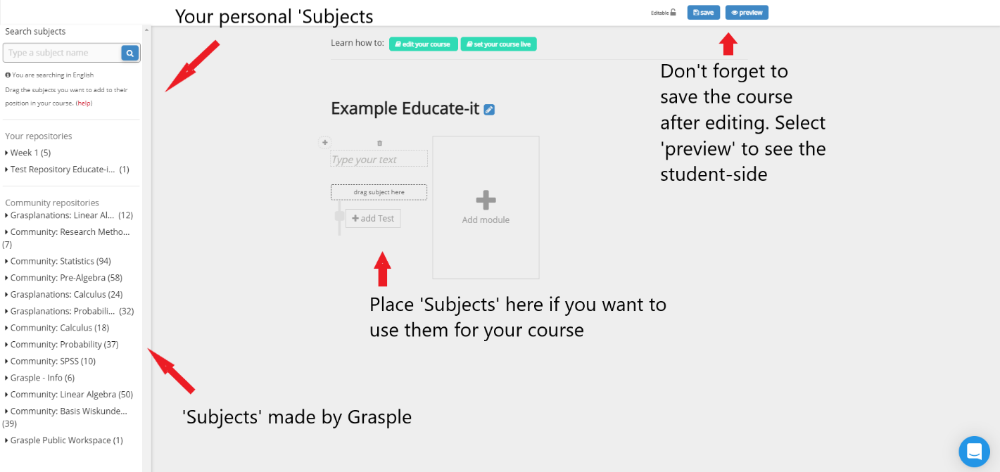 Your personal 'Subjects
Editable
save
preview
Search subjects
Type a subject name
You are searching in English
Drag the subjects you want to add to their
position in your course. (help)
Your repositories
Week 1 (5)
Test Repository Educate-i... (1)
Community repositories
Grasplanations: Linear Al... (12)
Community: Research Metho...
(7)
Community: Statistics (94)
Community: Pre-Algebra (58)
Grasplanations: Calculus (24)
Grasplanations: Probabili... (32)
Community: Calculus (18)
Community: Probability (37)
Community: SPSS (10)
Grasple - Info (6)
Community: Linear Algebra (50)
Community: Basis Wiskunde...
(39)
Grasple Public Workspace (1)
Learn how to:
edit your course
set your course live
Example Educate-it
Type your text
drag subject here
add Test
Add module
Don't forget to
save the course
after editing. Select
'preview' to see the
student-side
Place 'Subjects' here if you want to
use them for your course
'Subjects' made by Grasple